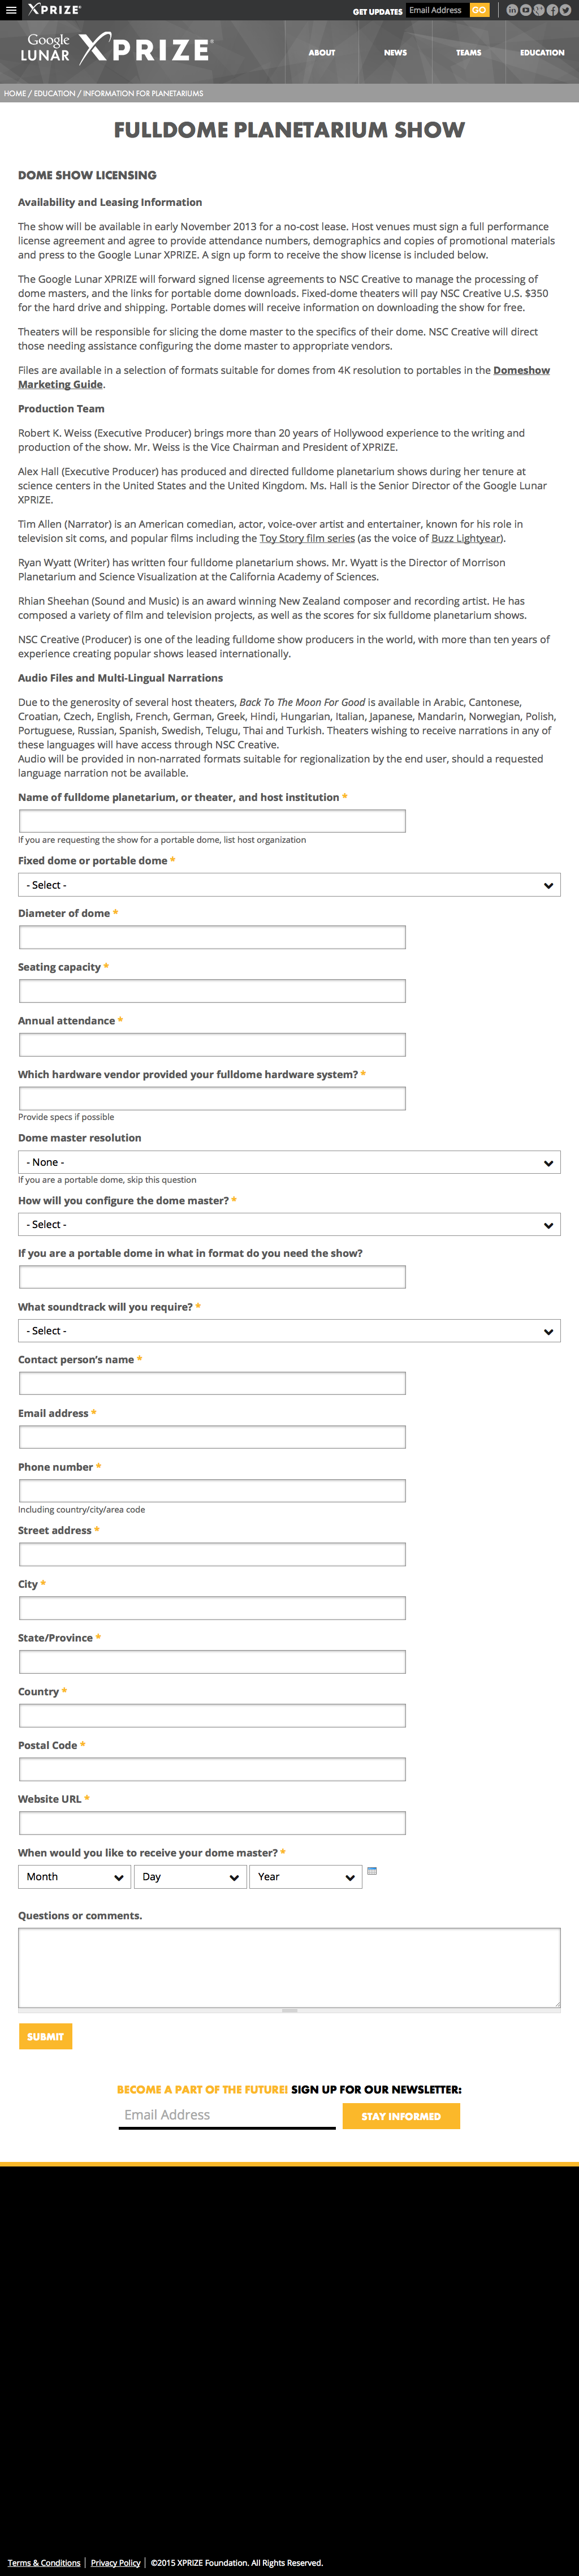 XPRIZE®
GET UPDATES
Email Address
GO
Google
LUNAR XPRIZE®
ABOUT
NEWS
TEAMS
EDUCATION
HOME / EDUCATION / INFORMATION FOR PLANETARIUMS
FULLDOME PLANETARIUM SHOW
DOME SHOW LICENSING
Availability and Leasing Information
The show will be available in early November 2013 for a no-cost lease. Host venues must sign a full performance
license agreement and agree to provide attendance numbers, demographics and copies of promotional materials
and press to the Google Lunar XPRIZE. A sign up form to receive the show license is included below.
The Google Lunar XPRIZE will forward signed license agreements to NSC Creative to manage the processing of
dome masters, and the links for portable dome downloads. Fixed-dome theaters will pay NSC Creative U.S. $350
for the hard drive and shipping. Portable domes will receive information on downloading the show for free.
Theaters will be responsible for slicing the dome master to the specifics of their dome. NSC Creative will direct
those needing assistance configuring the dome master to appropriate vendors.
Files are available in a selection of formats suitable for domes from 4K resolution to portables in the Domeshow
Marketing Guide.
Production Team
Robert K. Weiss (Executive Producer) brings more than 20 years of Hollywood experience to the writing and
production of the show. Mr. Weiss is the Vice Chairman and President of XPRIZE.
Alex Hall (Executive Producer) has produced and directed fulldome planetarium shows during her tenure at
science centers in the United States and the United Kingdom. Ms. Hall is the Senior Director of the Google Lunar
XPRIZE.
Tim Allen (Narrator) is an American comedian, actor, voice-over artist and entertainer, known for his role in
television sit coms, and popular films including the Toy Story film series (as the voice of Buzz Lightyear).
Ryan Wyatt (Writer) has written four fulldome planetarium shows. Mr. Wyatt is the Director of Morrison
Planetarium and Science Visualization at the California Academy of Sciences.
Rhian Sheehan (Sound and Music) is an award winning New Zealand composer and recording artist. He has
composed a variety of film and television projects, as well as the scores for six fulldome planetarium shows.
NSC Creative (Producer) is one of the leading fulldome show producers in the world, with more than ten years of
experience creating popular shows leased internationally.
Audio Files and Multi-Lingual Narrations
Due to the generosity of several host theaters, Back To The Moon For Good is available in Arabic, Cantonese,
Croatian, Czech, English, French, German, Greek, Hindi, Hungarian, Italian, Japanese, Mandarin, Norwegian, Polish,
Portuguese, Russian, Spanish, Swedish, Telugu, Thai and Turkish. Theaters wishing to receive narrations in any of
these languages will have access through NSC Creative.
Audio will be provided in non-narrated formats suitable for regionalization by the end user, should a requested
language narration not be available.
Name of fulldome planetarium, or theater, and host institution *
If you are requesting the show for a portable dome, list host organization
Fixed dome or portable dome *
- Select -
Diameter of dome *
Seating capacity *
Annual attendance *
Which hardware vendor provided your fulldome hardware system? *
Provide specs if possible
Dome master resolution
- None -
If you are a portable dome, skip this question
How will you configure the dome master? *
- Select -
If you are a portable dome in what in format do you need the show?
What soundtrack will you require? *
- Select -
Contact person's name *
Email address *
Phone number *
Including country/city/area code
Street address *
City *
State/Province *
Country *
Postal Code *
Website URL *
When would you like to receive your dome master? *
Month
Day
Year
Questions or comments.
SUBMIT
BECOME A PART OF THE FUTURE! SIGN UP FOR OUR NEWSLETTER:
Email Address
STAY INFORMED
Terms & Conditions | Privacy Policy | ©2015 XPRIZE Foundation. All Rights Reserved.